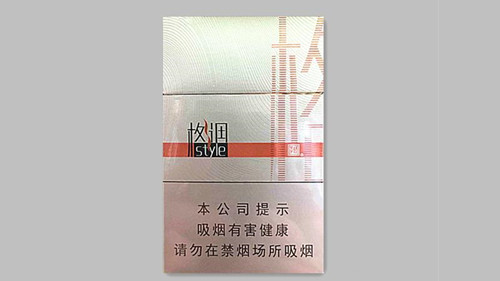 格调
style
本公司提示
吸烟有害健康
请勿在禁烟场所吸烟